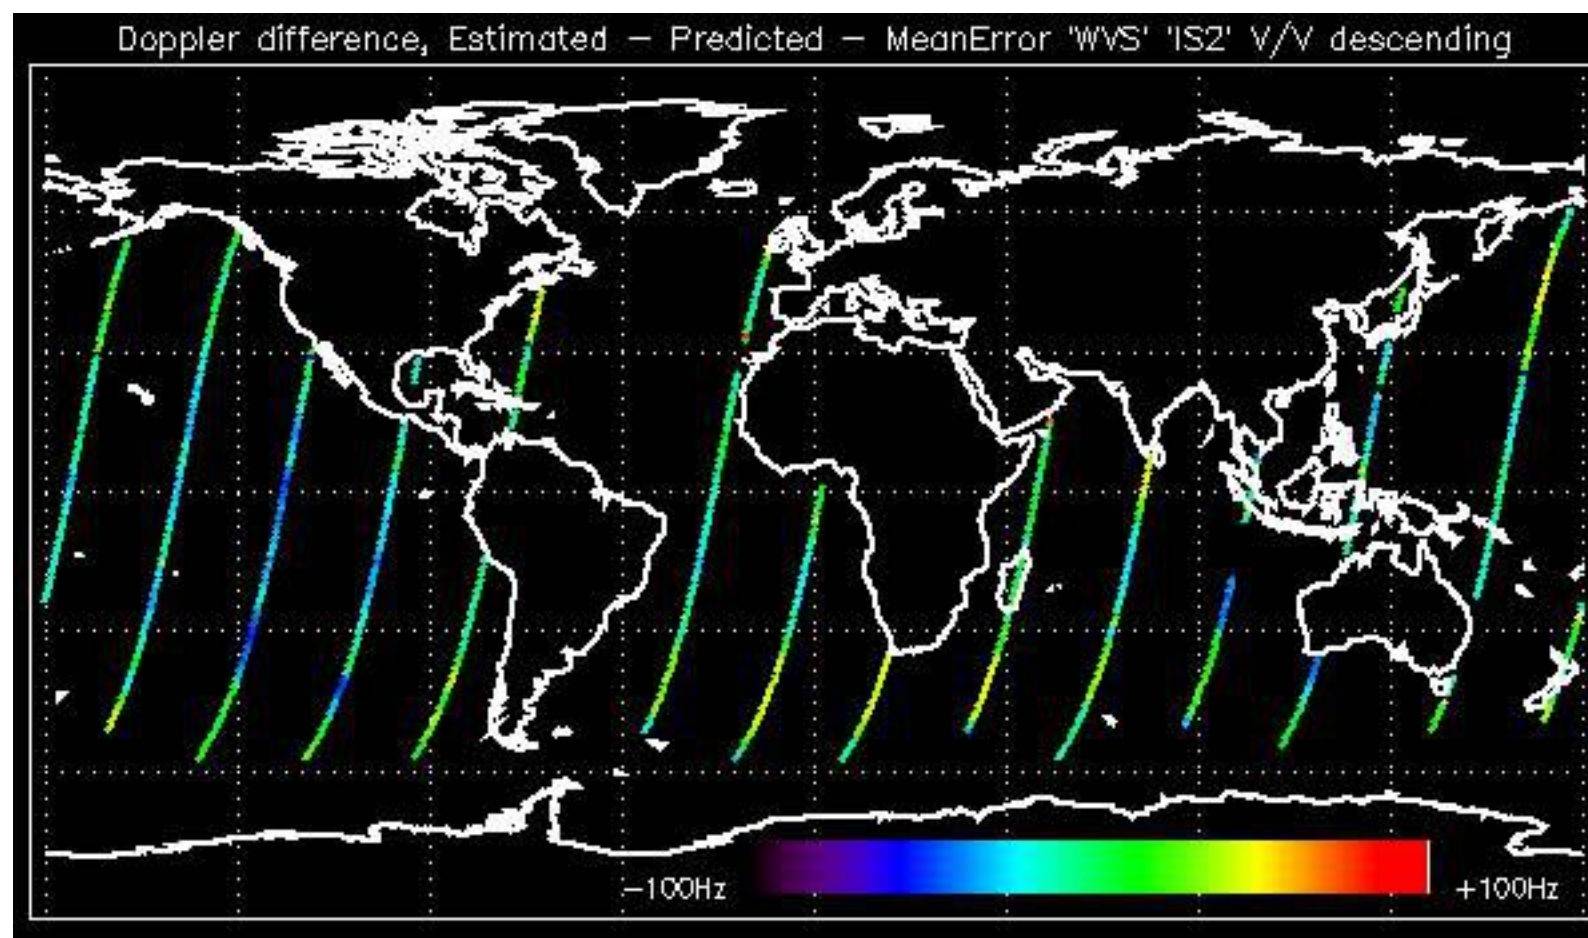 Doppler difference, Estimated – Predicted – MeanError 'WVS' 'IS2' V/V descending
–100Hz +100Hz